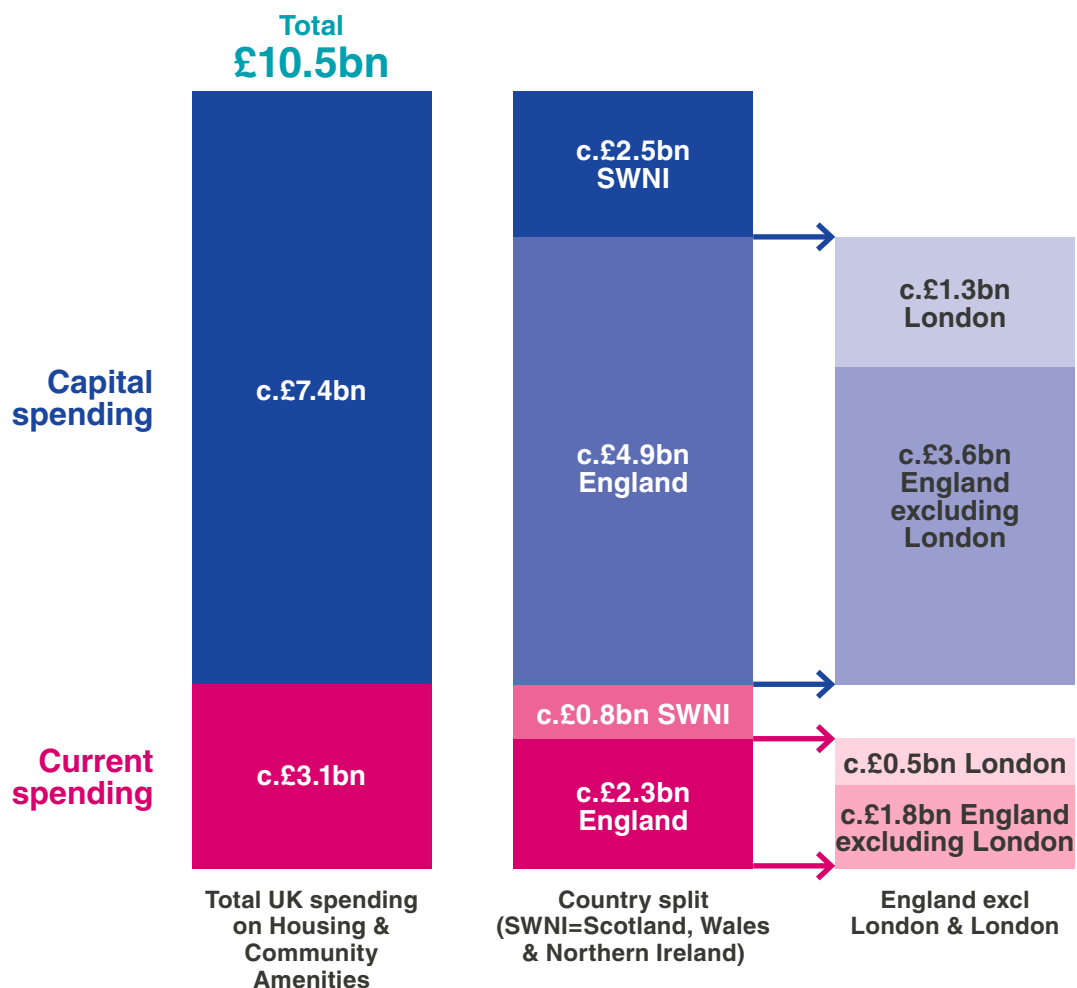 Total
£10.5bn
Capital
spending
c.£7.4bn
Current
spending
c.£3.1bn
Total UK spending
on Housing &
Community
Amenities
c.£2.5bn
SWNI
c.£4.9bn
England
c.£0.8bn SWNI
c.£2.3bn
England
Country split
(SWNI=Scotland, Wales
& Northern Ireland)
c.£1.3bn
London
c.£3.6bn
England
excluding
London
c.£0.5bn London
c.£1.8bn England
excluding London
England excl
London & London